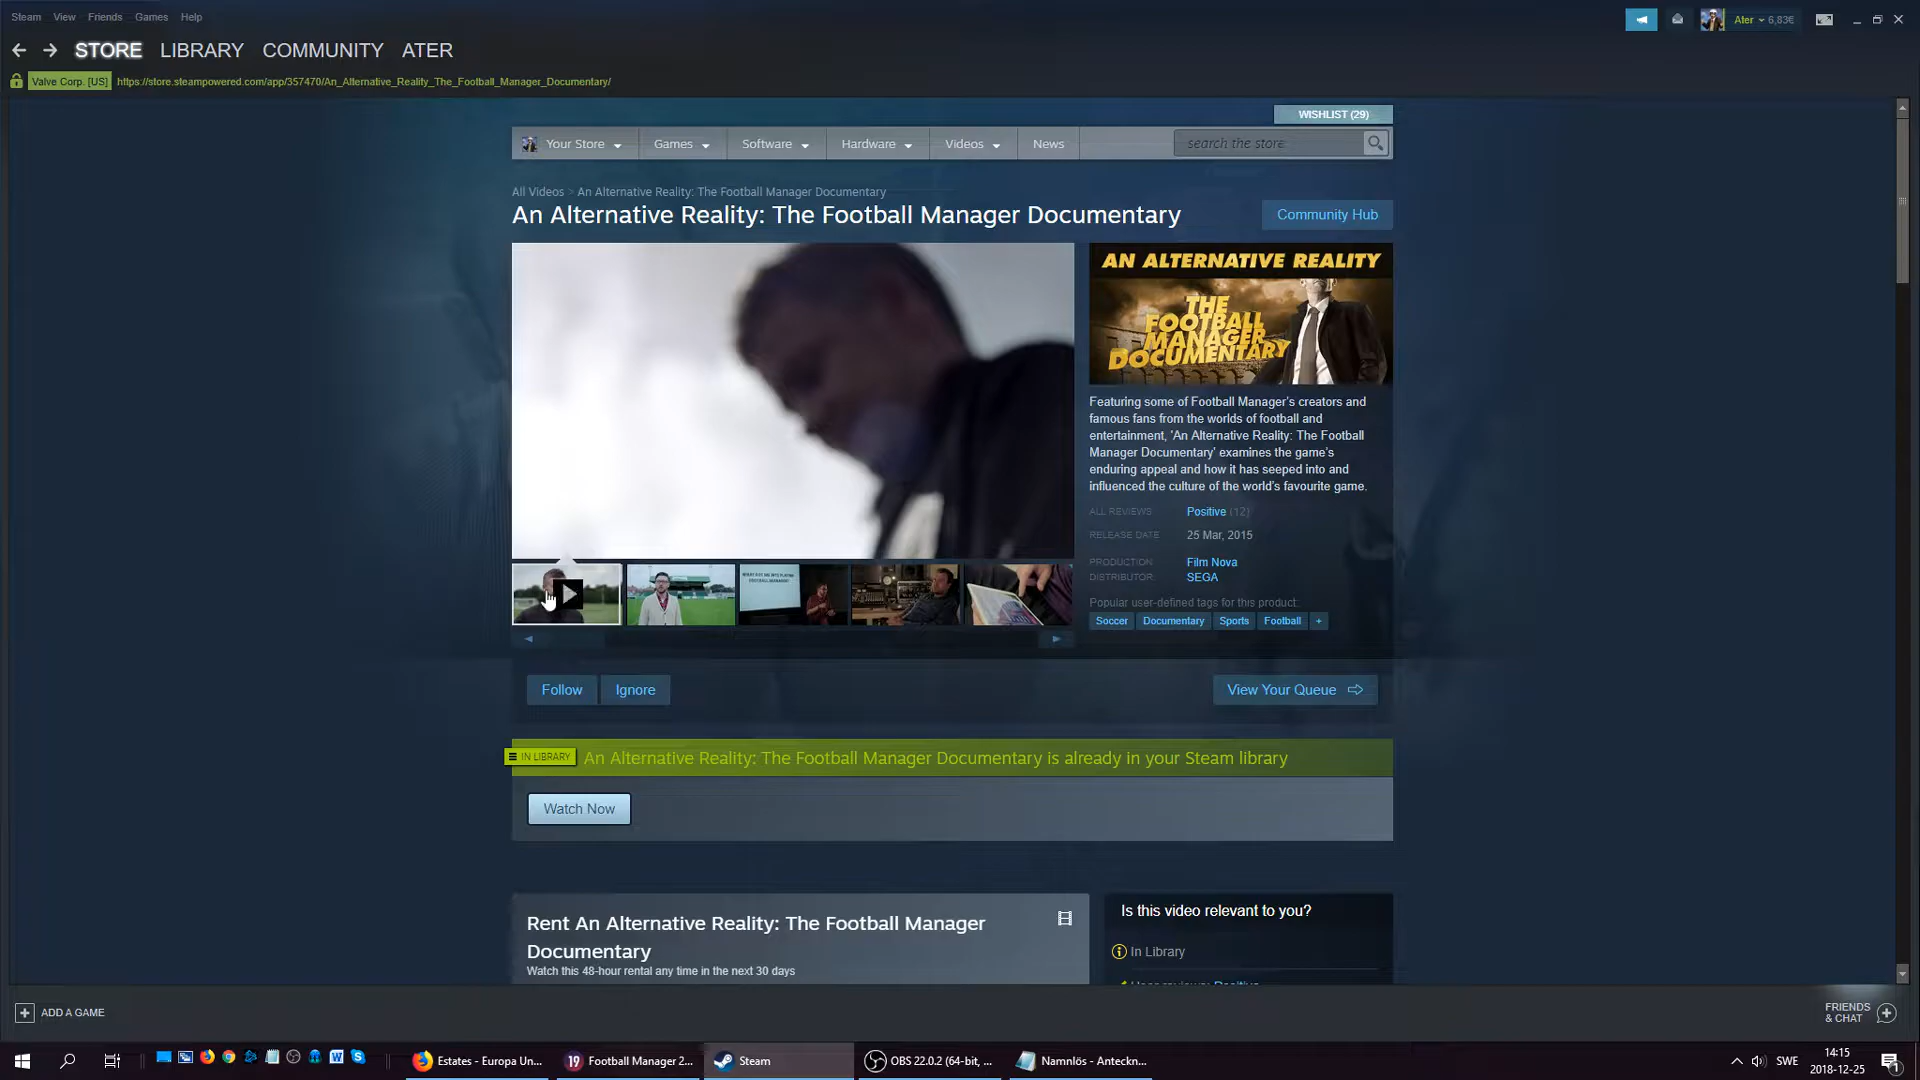 Steam View Friends Games Help
Ater 6,83€
STORE LIBRARY COMMUNITY ATER
Valve Corp. [US] https://store.steampowered.com/app/357470/An_Alternative_Reality_The_Football_Manager_Documentary/
WISHLIST (29)
Your Store Games Software Hardware Videos News search the store
All Videos > An Alternative Reality: The Football Manager Documentary
An Alternative Reality: The Football Manager Documentary
Community Hub
AN ALTERNATIVE REALITY
THE
FOOTBALL
MANAGER
DOCUMENTARY
Featuring some of Football Manager's creators and
famous fans from the worlds of football and
entertainment, 'An Alternative Reality: The Football
Manager Documentary' examines the game's
enduring appeal and how it has seeped into and
influenced the culture of the world's favourite game.
ALL REVIEWS: Positive (12)
RELEASE DATE: 25 Mar, 2015
PRODUCTION: Film Nova
DISTRIBUTOR: SEGA
Popular user-defined tags for this product:
Soccer Documentary Sports Football +
Follow Ignore View Your Queue
IN LIBRARY An Alternative Reality: The Football Manager Documentary is already in your Steam library
Watch Now
Rent An Alternative Reality: The Football Manager
Documentary
Watch this 48-hour rental any time in the next 30 days
Is this video relevant to you?
In Library
User reviews: Positive
ADD A GAME
FRIENDS
& CHAT
Estates - Europa Un... 19 Football Manager 2... Steam OBS 22.0.2 (64-bit, ... Namnlös - Anteckn...
SWE
14:15
2018-12-25
1